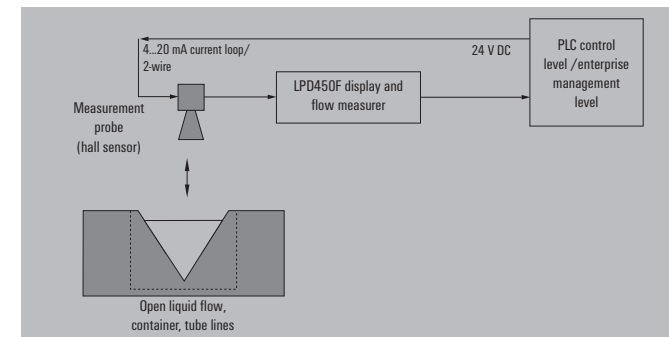 4...20 mA current loop/
2-wire
24 V DC
PLC control
level /enterprise
management
level
LPD450F display and
flow measurer
Measurement
probe
(hall sensor)
Open liquid flow,
container, tube lines